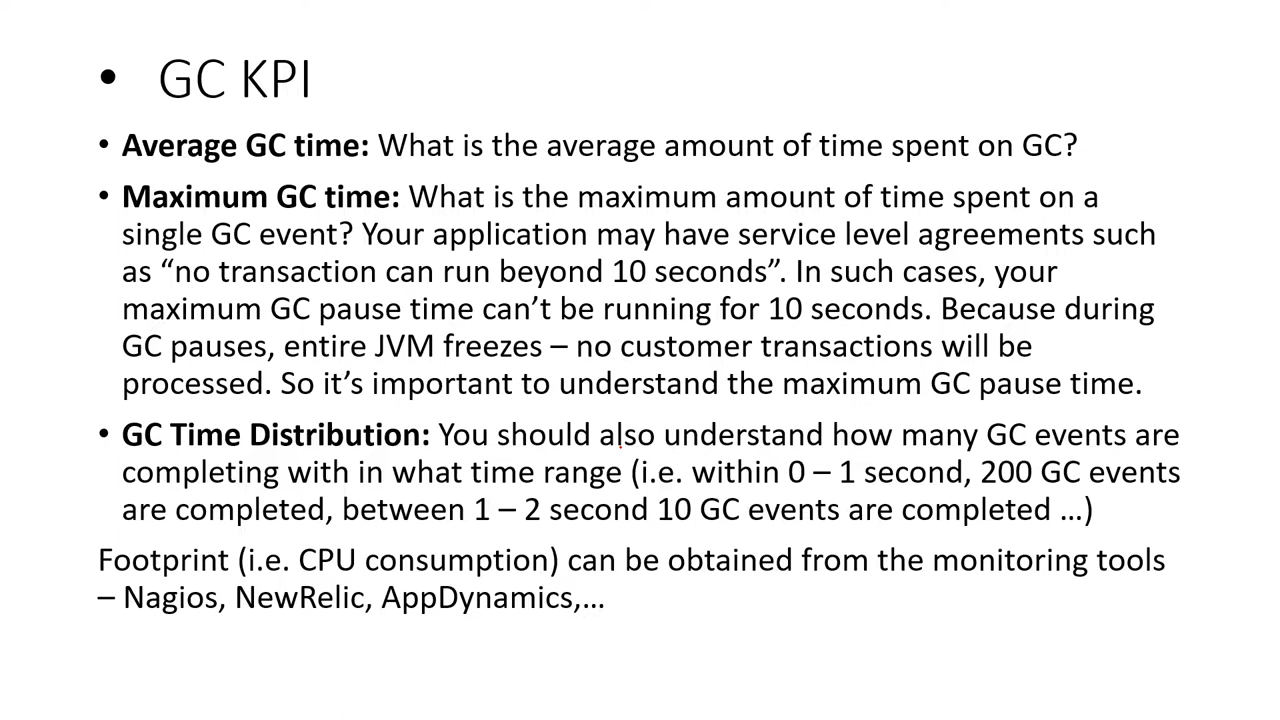 • GC KPI
• Average GC time: What is the average amount of time spent on GC?
• Maximum GC time: What is the maximum amount of time spent on a
single GC event? Your application may have service level agreements such
as “no transaction can run beyond 10 seconds”. In such cases, your
maximum GC pause time can’t be running for 10 seconds. Because during
GC pauses, entire JVM freezes – no customer transactions will be
processed. So it’s important to understand the maximum GC pause time.
• GC Time Distribution: You should also understand how many GC events are
completing with in what time range (i.e. within 0 – 1 second, 200 GC events
are completed, between 1 – 2 second 10 GC events are completed …)
Footprint (i.e. CPU consumption) can be obtained from the monitoring tools
– Nagios, NewRelic, AppDynamics,…